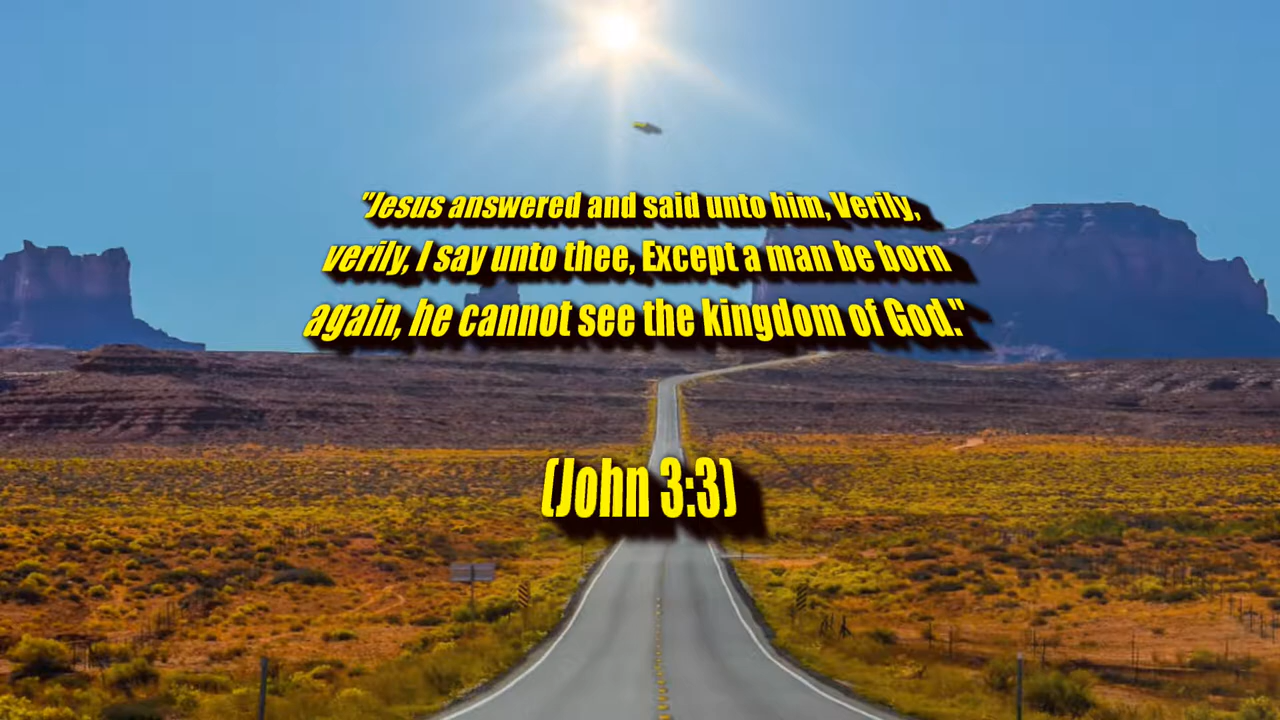 "Jesus answered and said unto him, Verily,
verily, I say unto thee, Except a man be born
again, he cannot see the kingdom of God."
(John 3:3)